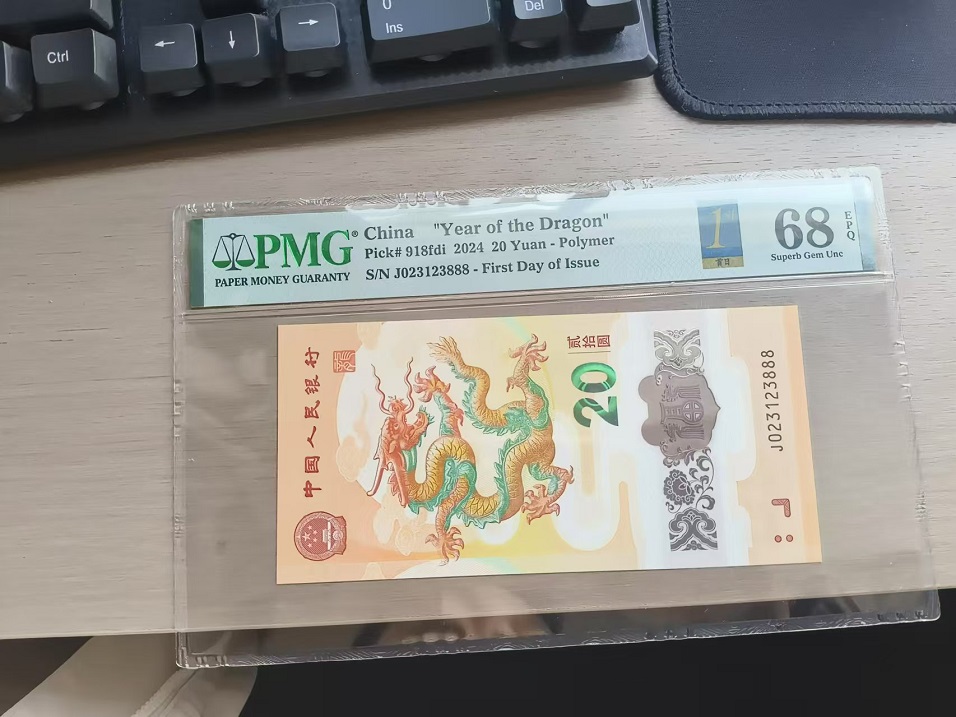 Ctrl
←
↓
→
0
Ins
Del
PMG®
PAPER MONEY GUARANTY
China "Year of the Dragon"
Pick# 918fdi 2024 20 Yuan - Polymer
S/N J023123888 - First Day of Issue
1
68
EPQ
Superb Gem Unc
中国人民银行
贰拾圆
20
J023123888